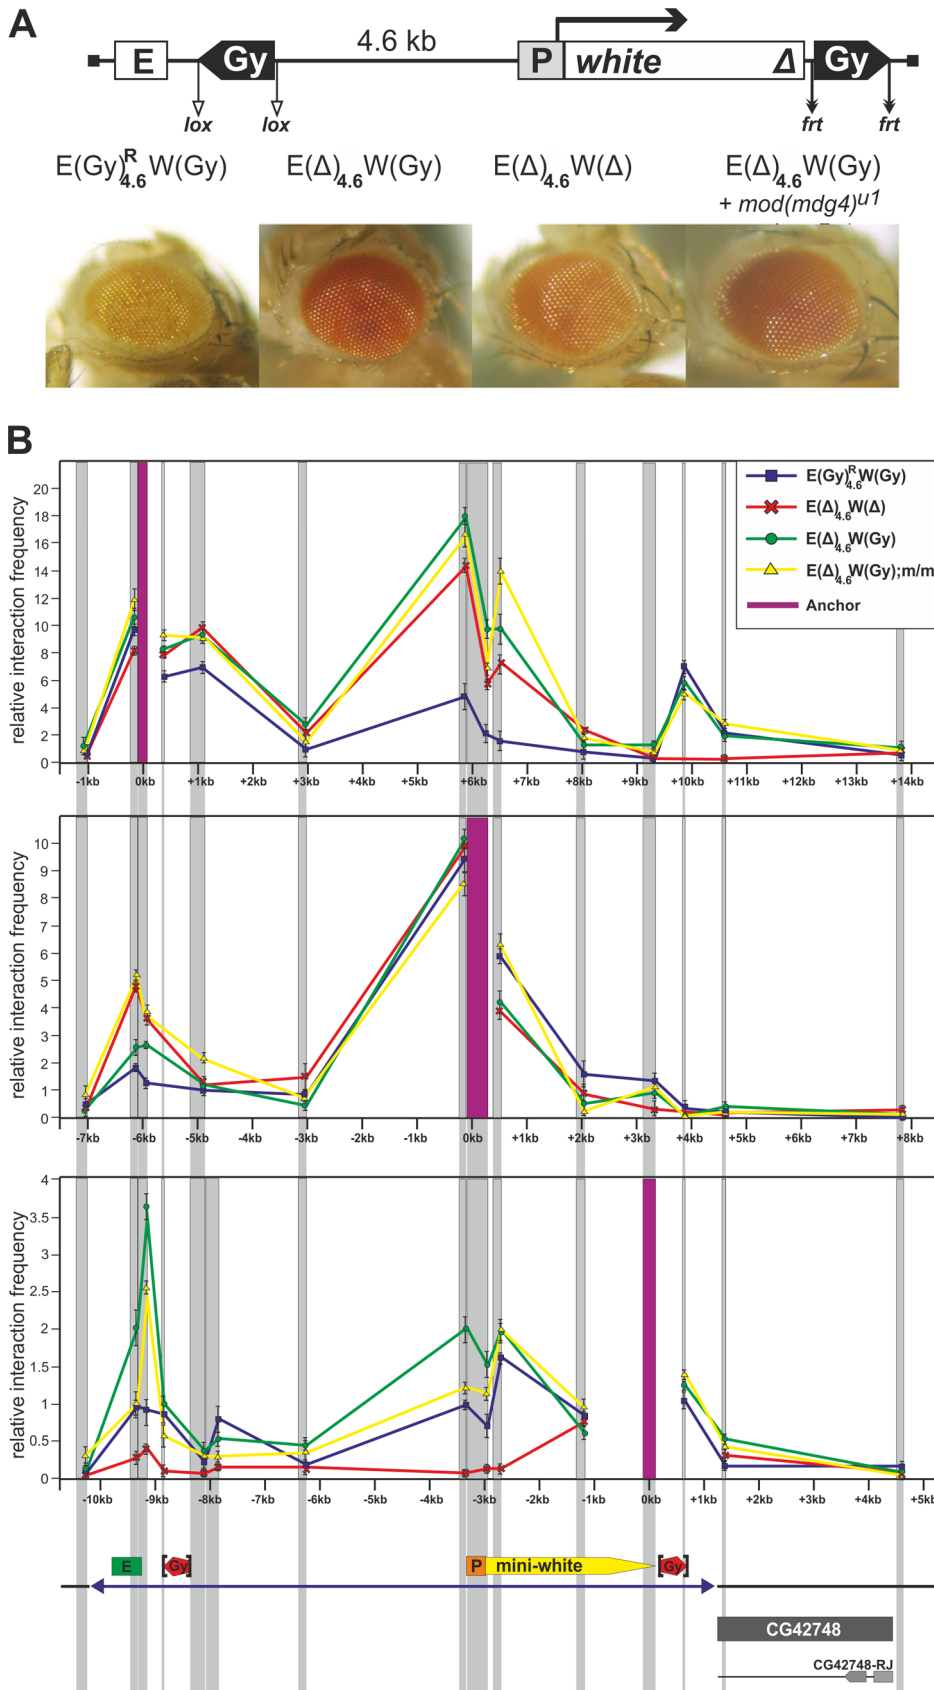 A
E Gy 4.6 kb P white Δ Gy
lox lox frt frt
E(Gy)R4.6W(Gy) E(Δ)4.6W(Gy) E(Δ)4.6W(Δ) E(Δ)4.6W(Gy)
+ mod(mdg4)u1
B
relative interaction frequency
20
18
16
14
12
10
8
6
4
2
0
E(Gy)R4.6W(Gy)
E(Δ)4.6W(Δ)
E(Δ)4.6W(Gy)
E(Δ)4.6W(Gy);m/m
Anchor
-1kb 0kb +1kb +2kb +3kb +4kb +5kb +6kb +7kb +8kb +9kb +10kb +11kb +12kb +13kb +14kb
relative interaction frequency
10
9
8
7
6
5
4
3
2
1
0
-7kb -6kb -5kb -4kb -3kb -2kb -1kb 0kb +1kb +2kb +3kb +4kb +5kb +6kb +7kb +8kb
relative interaction frequency
4
3.5
3
2.5
2
1.5
1
0.5
0
-10kb -9kb -8kb -7kb -6kb -5kb -4kb -3kb -2kb -1kb 0kb +1kb +2kb +3kb +4kb +5kb
E Gy P mini-white Gy
CG42748
CG42748-RJ